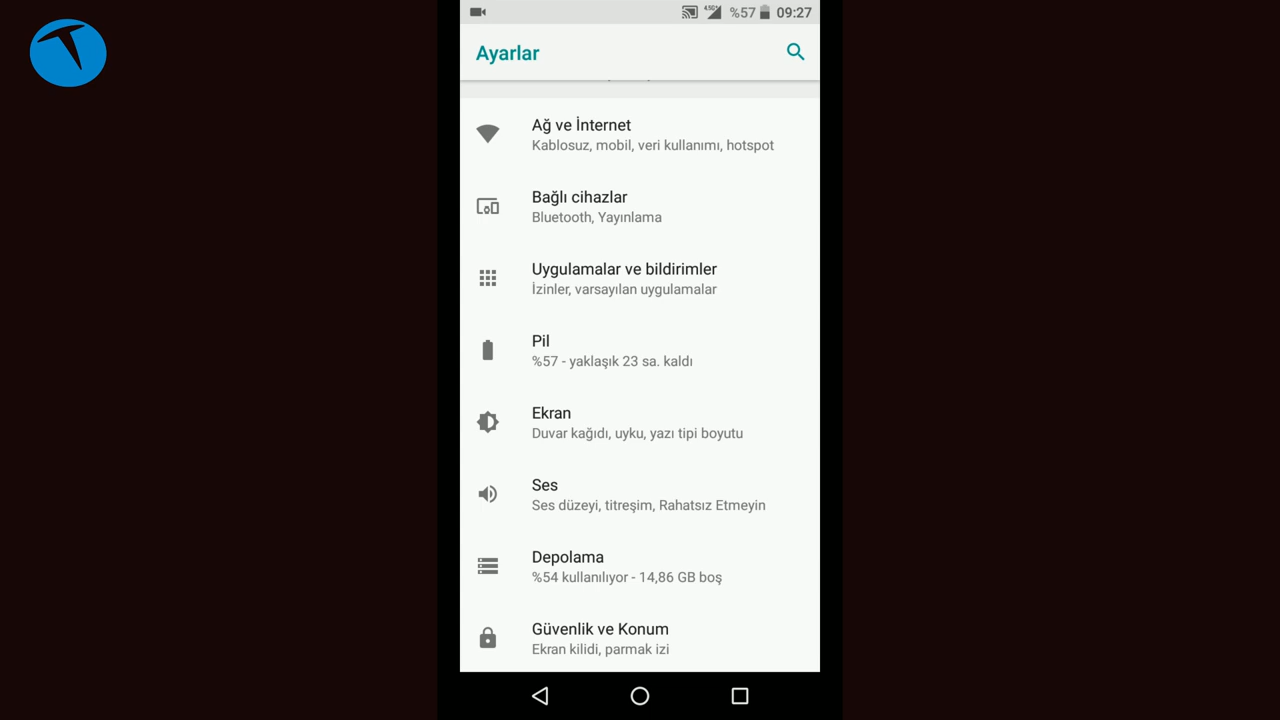 4.5G+ %57 09:27
Ayarlar
Ağ ve İnternet
Kablosuz, mobil, veri kullanımı, hotspot
Bağlı cihazlar
Bluetooth, Yayınlama
Uygulamalar ve bildirimler
İzinler, varsayılan uygulamalar
Pil
%57 - yaklaşık 23 sa. kaldı
Ekran
Duvar kağıdı, uyku, yazı tipi boyutu
Ses
Ses düzeyi, titreşim, Rahatsız Etmeyin
Depolama
%54 kullanılıyor - 14,86 GB boş
Güvenlik ve Konum
Ekran kilidi, parmak izi